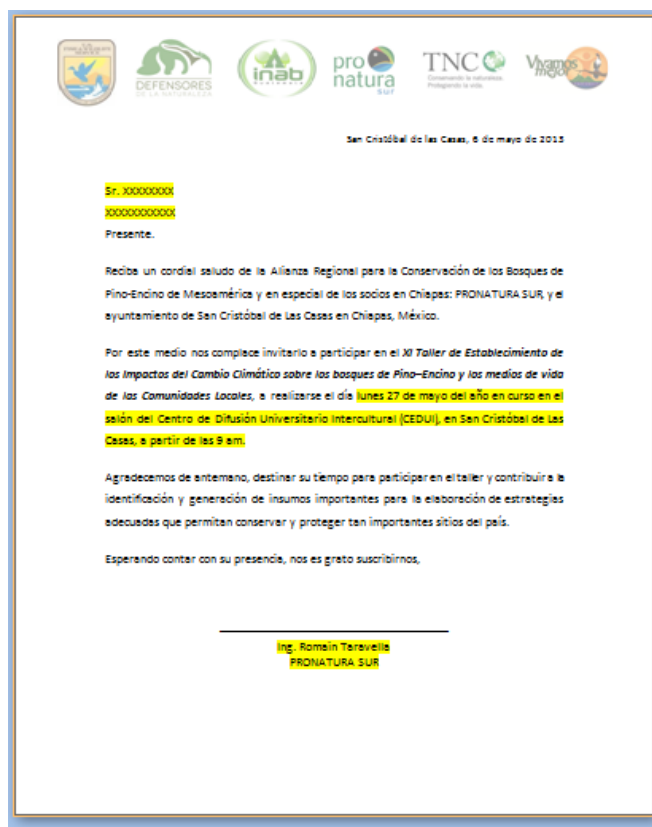 DEFENSORES
DE LA NATURALEZA
inab
Guatemala
pro
natura
sur
TNC
Conservando la naturaleza.
Protegiendo la vida.
Vivamos
mejor
San Cristóbal de las Casas, 6 de mayo de 2013
Sr. XXXXXXXX
XXXXXXXXXXX
Presente.
Reciba un cordial saludo de la Alianza Regional para la Conservación de los Bosques de
Pino-Encino de Mesoamérica y en especial de los socios en Chiapas: PRONATURA SUR, y el
ayuntamiento de San Cristóbal de Las Casas en Chiapas, México.
Por este medio nos complace invitarlo a participar en el XI Taller de Establecimiento de
los Impactos del Cambio Climático sobre los bosques de Pino–Encino y los medios de vida
de las Comunidades Locales, a realizarse el día lunes 27 de mayo del año en curso en el
salón del Centro de Difusión Universitario Intercultural (CEDUI), en San Cristóbal de Las
Casas, a partir de las 9 am.
Agradecemos de antemano, destinar su tiempo para participar en el taller y contribuir a la
identificación y generación de insumos importantes para la elaboración de estrategias
adecuadas que permitan conservar y proteger tan importantes sitios del país.
Esperando contar con su presencia, nos es grato suscribirnos,
Ing. Romain Taravella
PRONATURA SUR